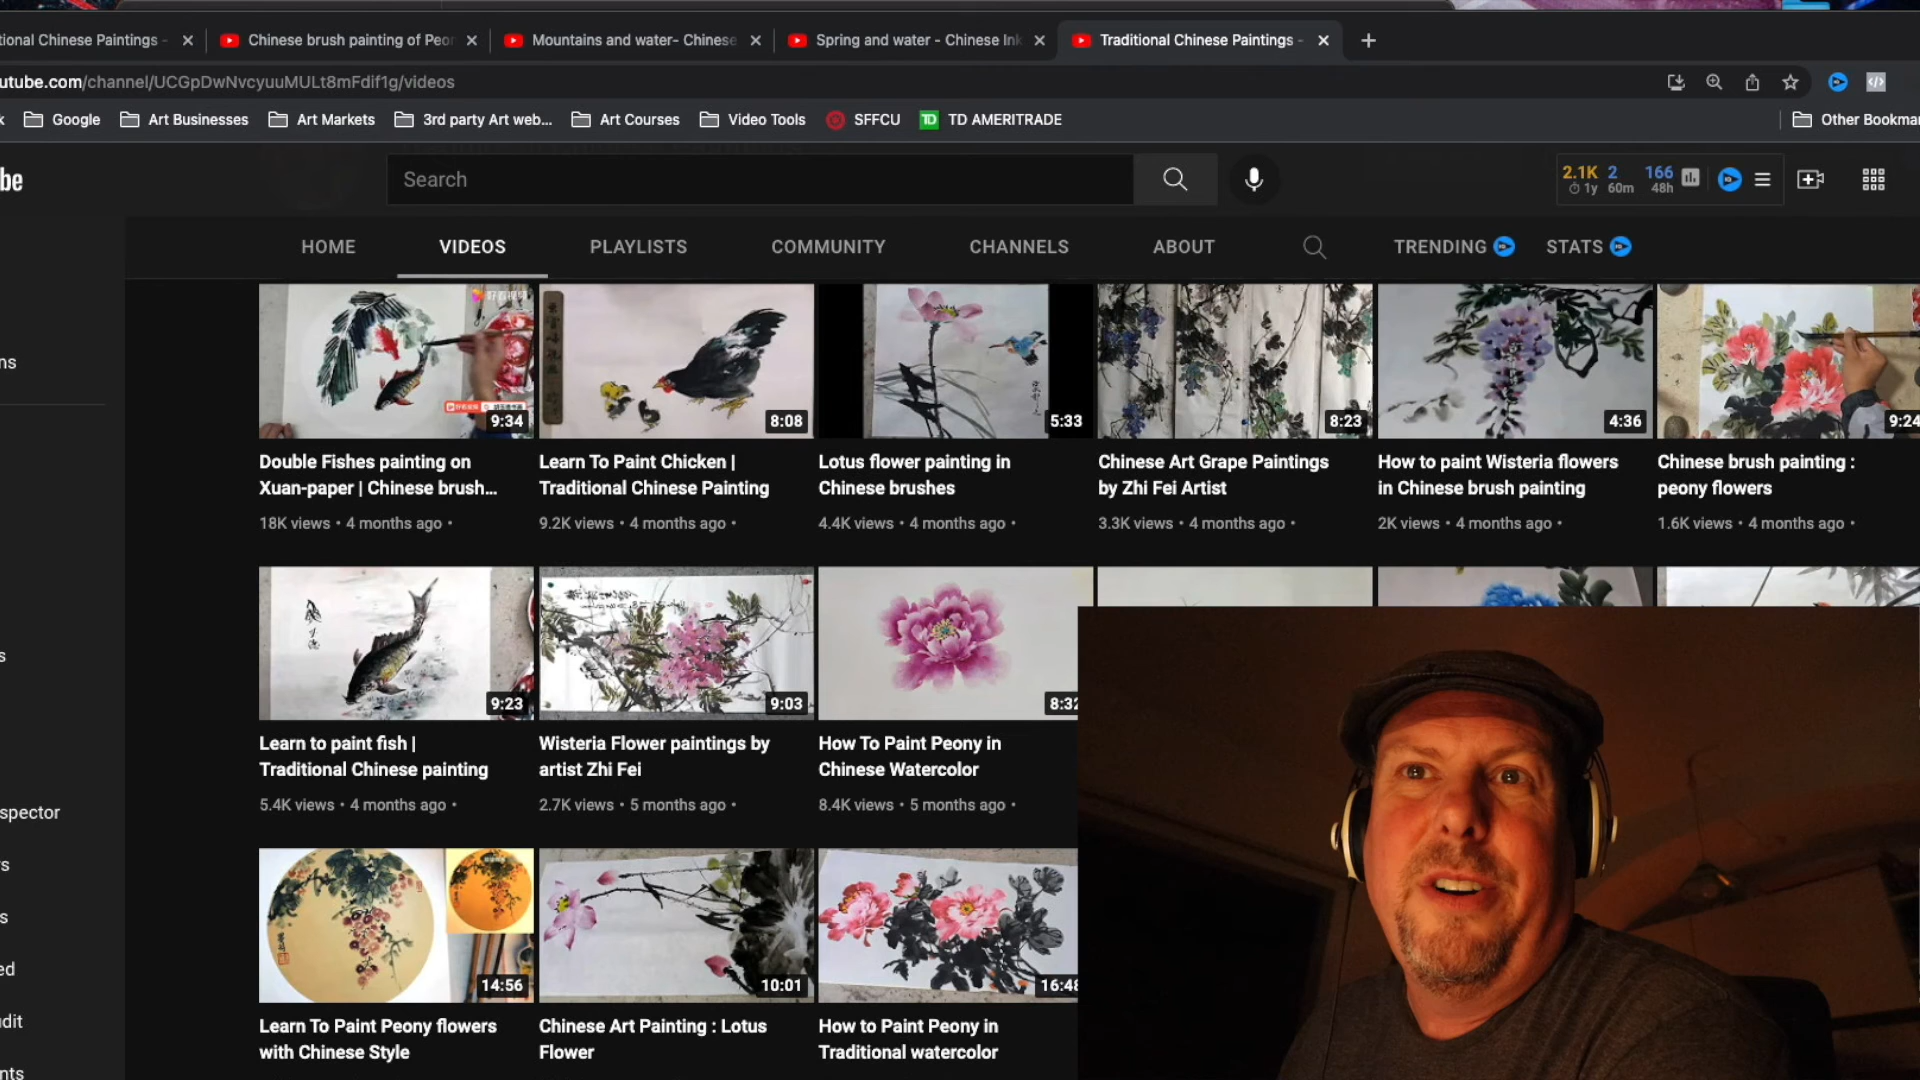 ional Chinese Paintings -
Chinese brush painting of Peo
Mountains and water- Chinese
Spring and water - Chinese Ink
Traditional Chinese Paintings -
utube.com/channel/UCGpDwNvcyuuMULt8mFdif1g/videos
Google
Art Businesses
Art Markets
3rd party Art web...
Art Courses
Video Tools
SFFCU
TD
TD AMERITRADE
Other Bookmar
be
Search
2.1K 2 166
1y 60m 48h
HOME
VIDEOS
PLAYLISTS
COMMUNITY
CHANNELS
ABOUT
TRENDING
STATS
ns
9:34
8:08
5:33
8:23
4:36
9:24
Double Fishes painting on
Xuan-paper | Chinese brush...
18K views • 4 months ago •
Learn To Paint Chicken |
Traditional Chinese Painting
9.2K views • 4 months ago •
Lotus flower painting in
Chinese brushes
4.4K views • 4 months ago •
Chinese Art Grape Paintings
by Zhi Fei Artist
3.3K views • 4 months ago •
How to paint Wisteria flowers
in Chinese brush painting
2K views • 4 months ago •
Chinese brush painting :
peony flowers
1.6K views • 4 months ago •
s
9:23
9:03
8:32
Learn to paint fish |
Traditional Chinese painting
5.4K views • 4 months ago •
Wisteria Flower paintings by
artist Zhi Fei
2.7K views • 5 months ago •
How To Paint Peony in
Chinese Watercolor
8.4K views • 5 months ago •
spector
rs
s
ed
udit
nts
14:56
10:01
16:48
Learn To Paint Peony flowers
with Chinese Style
Chinese Art Painting : Lotus
Flower
How to Paint Peony in
Traditional watercolor